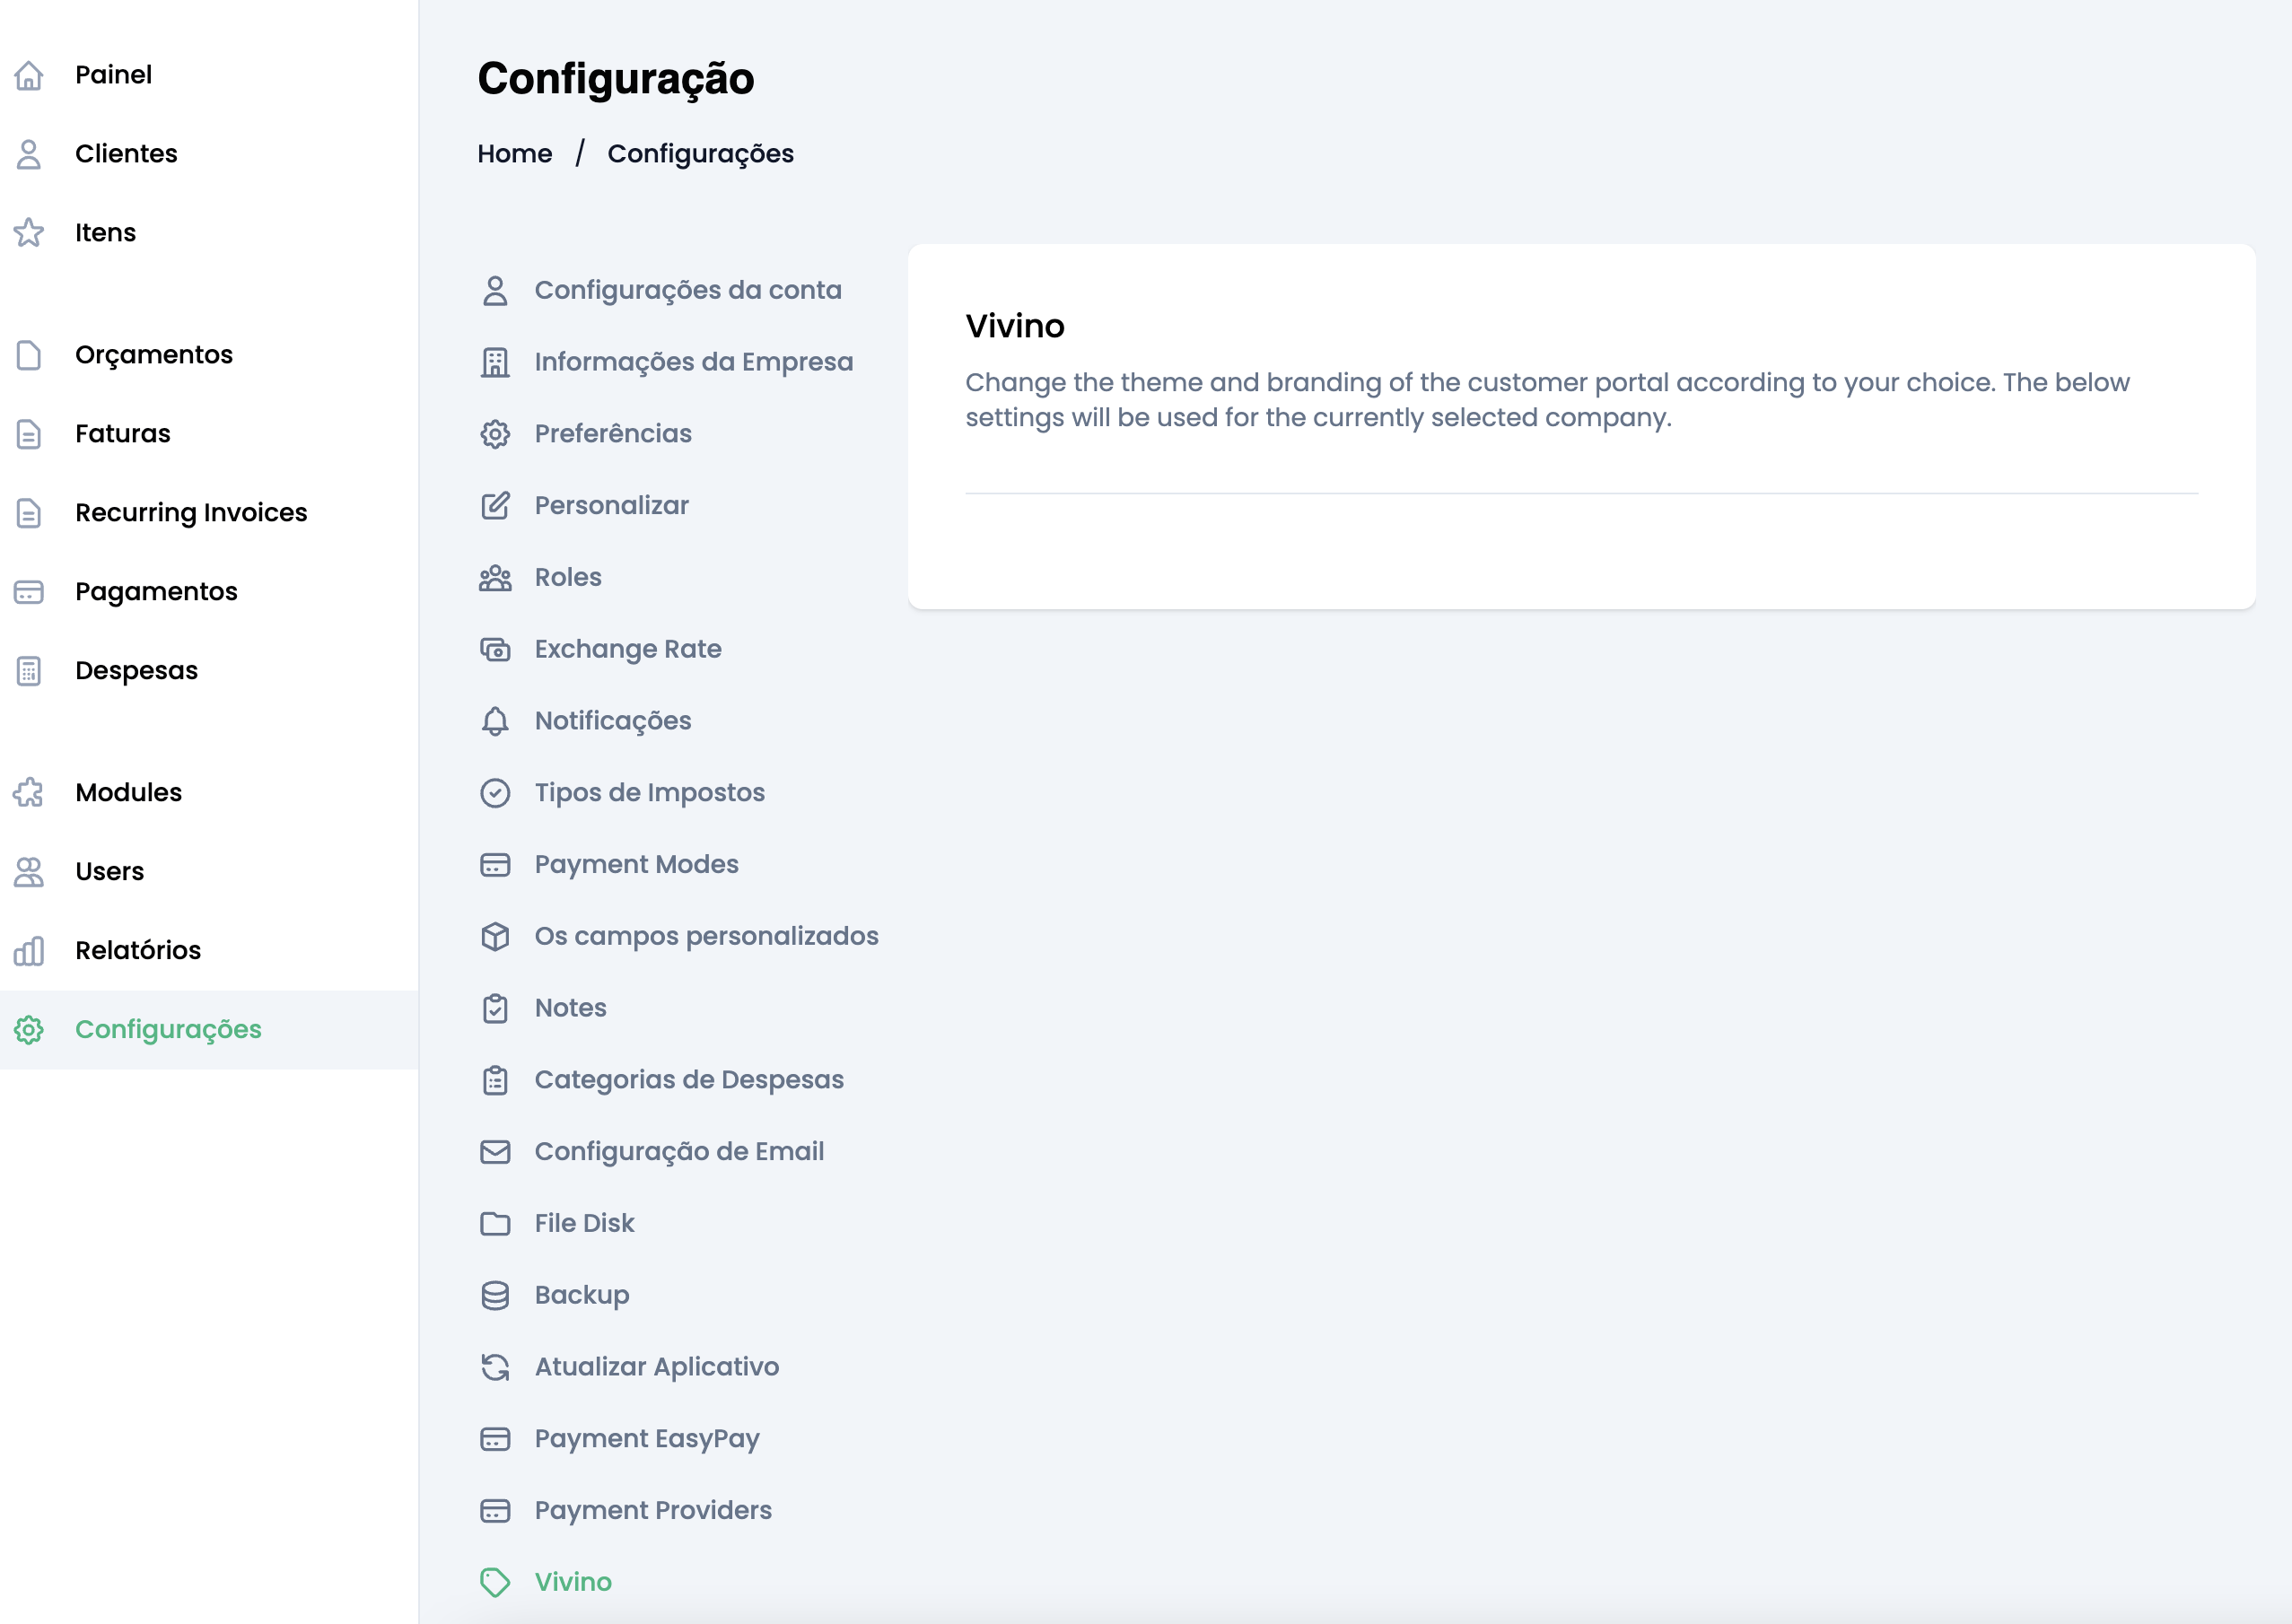 Painel
Clientes
Itens
Orçamentos
Faturas
Recurring Invoices
Pagamentos
Despesas
Modules
Users
Relatórios
Configurações
Configuração
Home / Configurações
Configurações da conta
Informações da Empresa
Preferências
Personalizar
Roles
Exchange Rate
Notificações
Tipos de Impostos
Payment Modes
Os campos personalizados
Notes
Categorias de Despesas
Configuração de Email
File Disk
Backup
Atualizar Aplicativo
Payment EasyPay
Payment Providers
Vivino
Vivino
Change the theme and branding of the customer portal according to your choice. The below
settings will be used for the currently selected company.